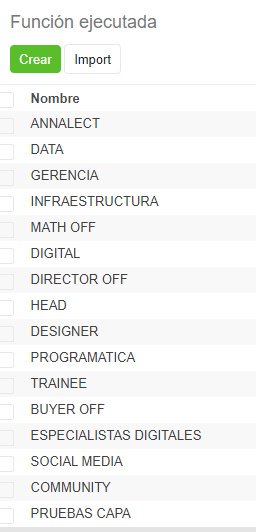 Función ejecutada
Crear Import
Nombre
ANNALECT
DATA
GERENCIA
INFRAESTRUCTURA
MATH OFF
DIGITAL
DIRECTOR OFF
HEAD
DESIGNER
PROGRAMATICA
TRAINEE
BUYER OFF
ESPECIALISTAS DIGITALES
SOCIAL MEDIA
COMMUNITY
PRUEBAS CAPA